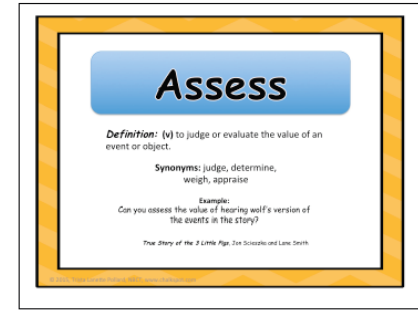 Assess
Definition: (v) to judge or evaluate the value of an
event or object.
Synonyms: judge, determine,
weigh, appraise
Example:
Can you assess the value of hearing wolf's version of
the events in the story?
True Story of the 3 Little Pigs, Jon Scieszka and Lane Smith